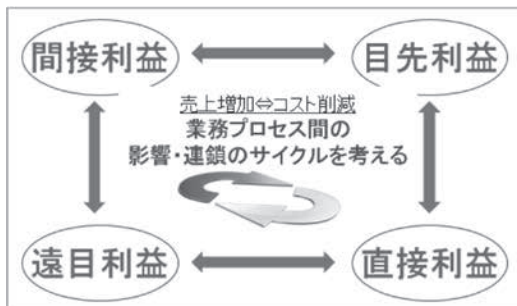 間接利益
目先利益
売上増加⇔コスト削減
業務プロセス間の
影響・連鎖のサイクルを考える
遠目利益
直接利益